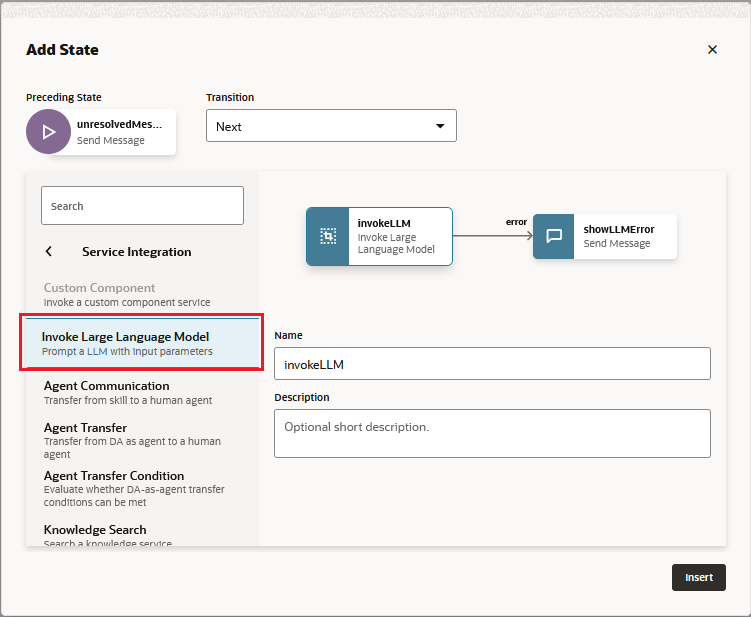 Add State
Preceding State
Transition
unresolvedMes...
Send Message
Next
Search
Service Integration
Custom Component
Invoke a custom component service
Invoke Large Language Model
Prompt a LLM with input parameters
Agent Communication
Transfer from skill to a human agent
Agent Transfer
Transfer from DA as agent to a human
agent
Agent Transfer Condition
Evaluate whether DA-as-agent transfer
conditions can be met
Knowledge Search
Search a knowledge service
invokeLLM
Invoke Large
Language Model
error
showLLMError
Send Message
Name
invokeLLM
Description
Optional short description.
Insert